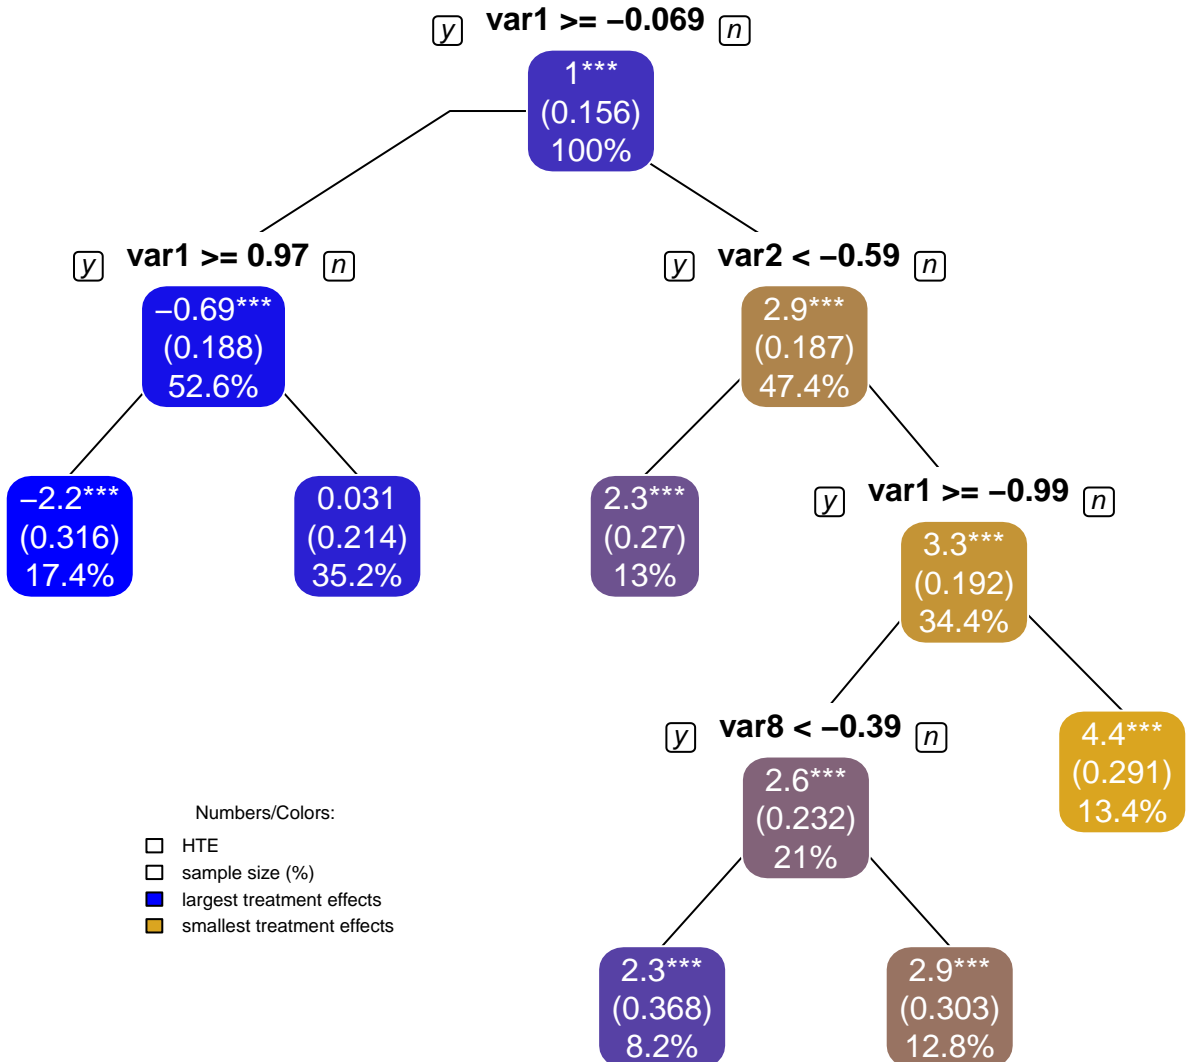 var1 >= −0.069
y n
1***
(0.156)
100%
var1 >= 0.97
y n
−0.69***
(0.188)
52.6%
var2 < −0.59
y n
2.9***
(0.187)
47.4%
−2.2***
(0.316)
17.4%
0.031
(0.214)
35.2%
2.3***
(0.27)
13%
var1 >= −0.99
y n
3.3***
(0.192)
34.4%
var8 < −0.39
y n
2.6***
(0.232)
21%
4.4***
(0.291)
13.4%
2.3***
(0.368)
8.2%
2.9***
(0.303)
12.8%
Numbers/Colors:
HTE
sample size (%)
largest treatment effects
smallest treatment effects